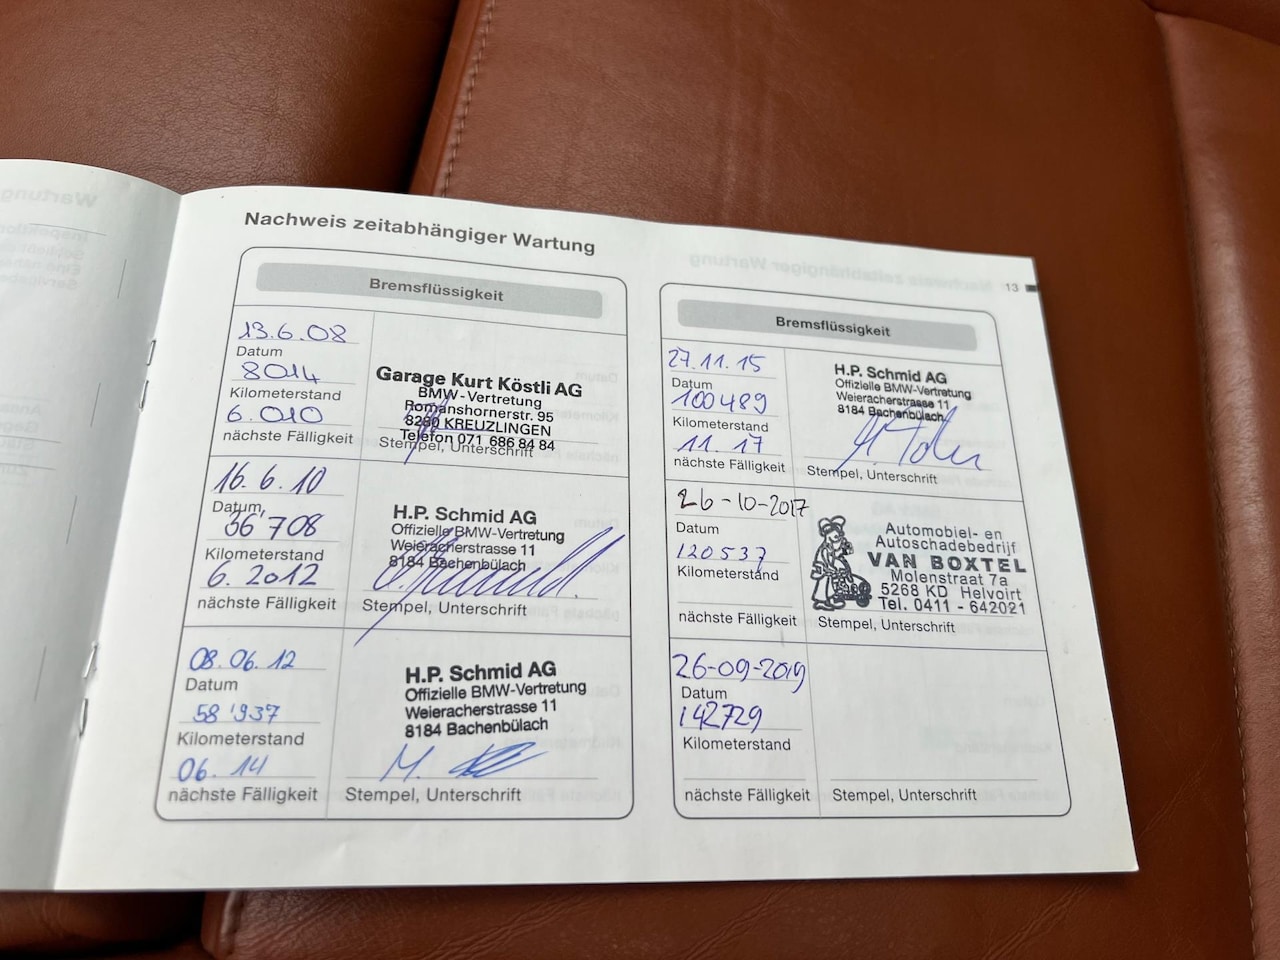 Nachweis zeitabhängiger Wartung
13
Bremsflüssigkeit
13.6.08
Datum
8014
Kilometerstand
6.010
nächste Fälligkeit
Garage Kurt Köstli AG
BMW-Vertretung
Romanshornerstr. 95
8280 KREUZLINGEN
Telefon 071 686 84 84
Stempel, Unterschrift
16.6.10
Datum
36'708
Kilometerstand
6.2012
nächste Fälligkeit
H.P. Schmid AG
Offizielle BMW-Vertretung
Weieracherstrasse 11
8184 Bachenbülach
Stempel, Unterschrift
08.06.12
Datum
58'937
Kilometerstand
06.14
nächste Fälligkeit
H.P. Schmid AG
Offizielle BMW-Vertretung
Weieracherstrasse 11
8184 Bachenbülach
Stempel, Unterschrift
Bremsflüssigkeit
27.11.15
Datum
100489
Kilometerstand
11.17
nächste Fälligkeit
H.P. Schmid AG
Offizielle BMW-Vertretung
Weieracherstrasse 11
8184 Bachenbülach
Stempel, Unterschrift
26-10-2017
Datum
120537
Kilometerstand
nächste Fälligkeit
Automobiel- en
Autoschadebedrijf
VAN BOXTEL
Molenstraat 7a
5268 KD Helvoirt
Tel. 0411 - 642021
Stempel, Unterschrift
26-09-2019
Datum
142729
Kilometerstand
nächste Fälligkeit
Stempel, Unterschrift